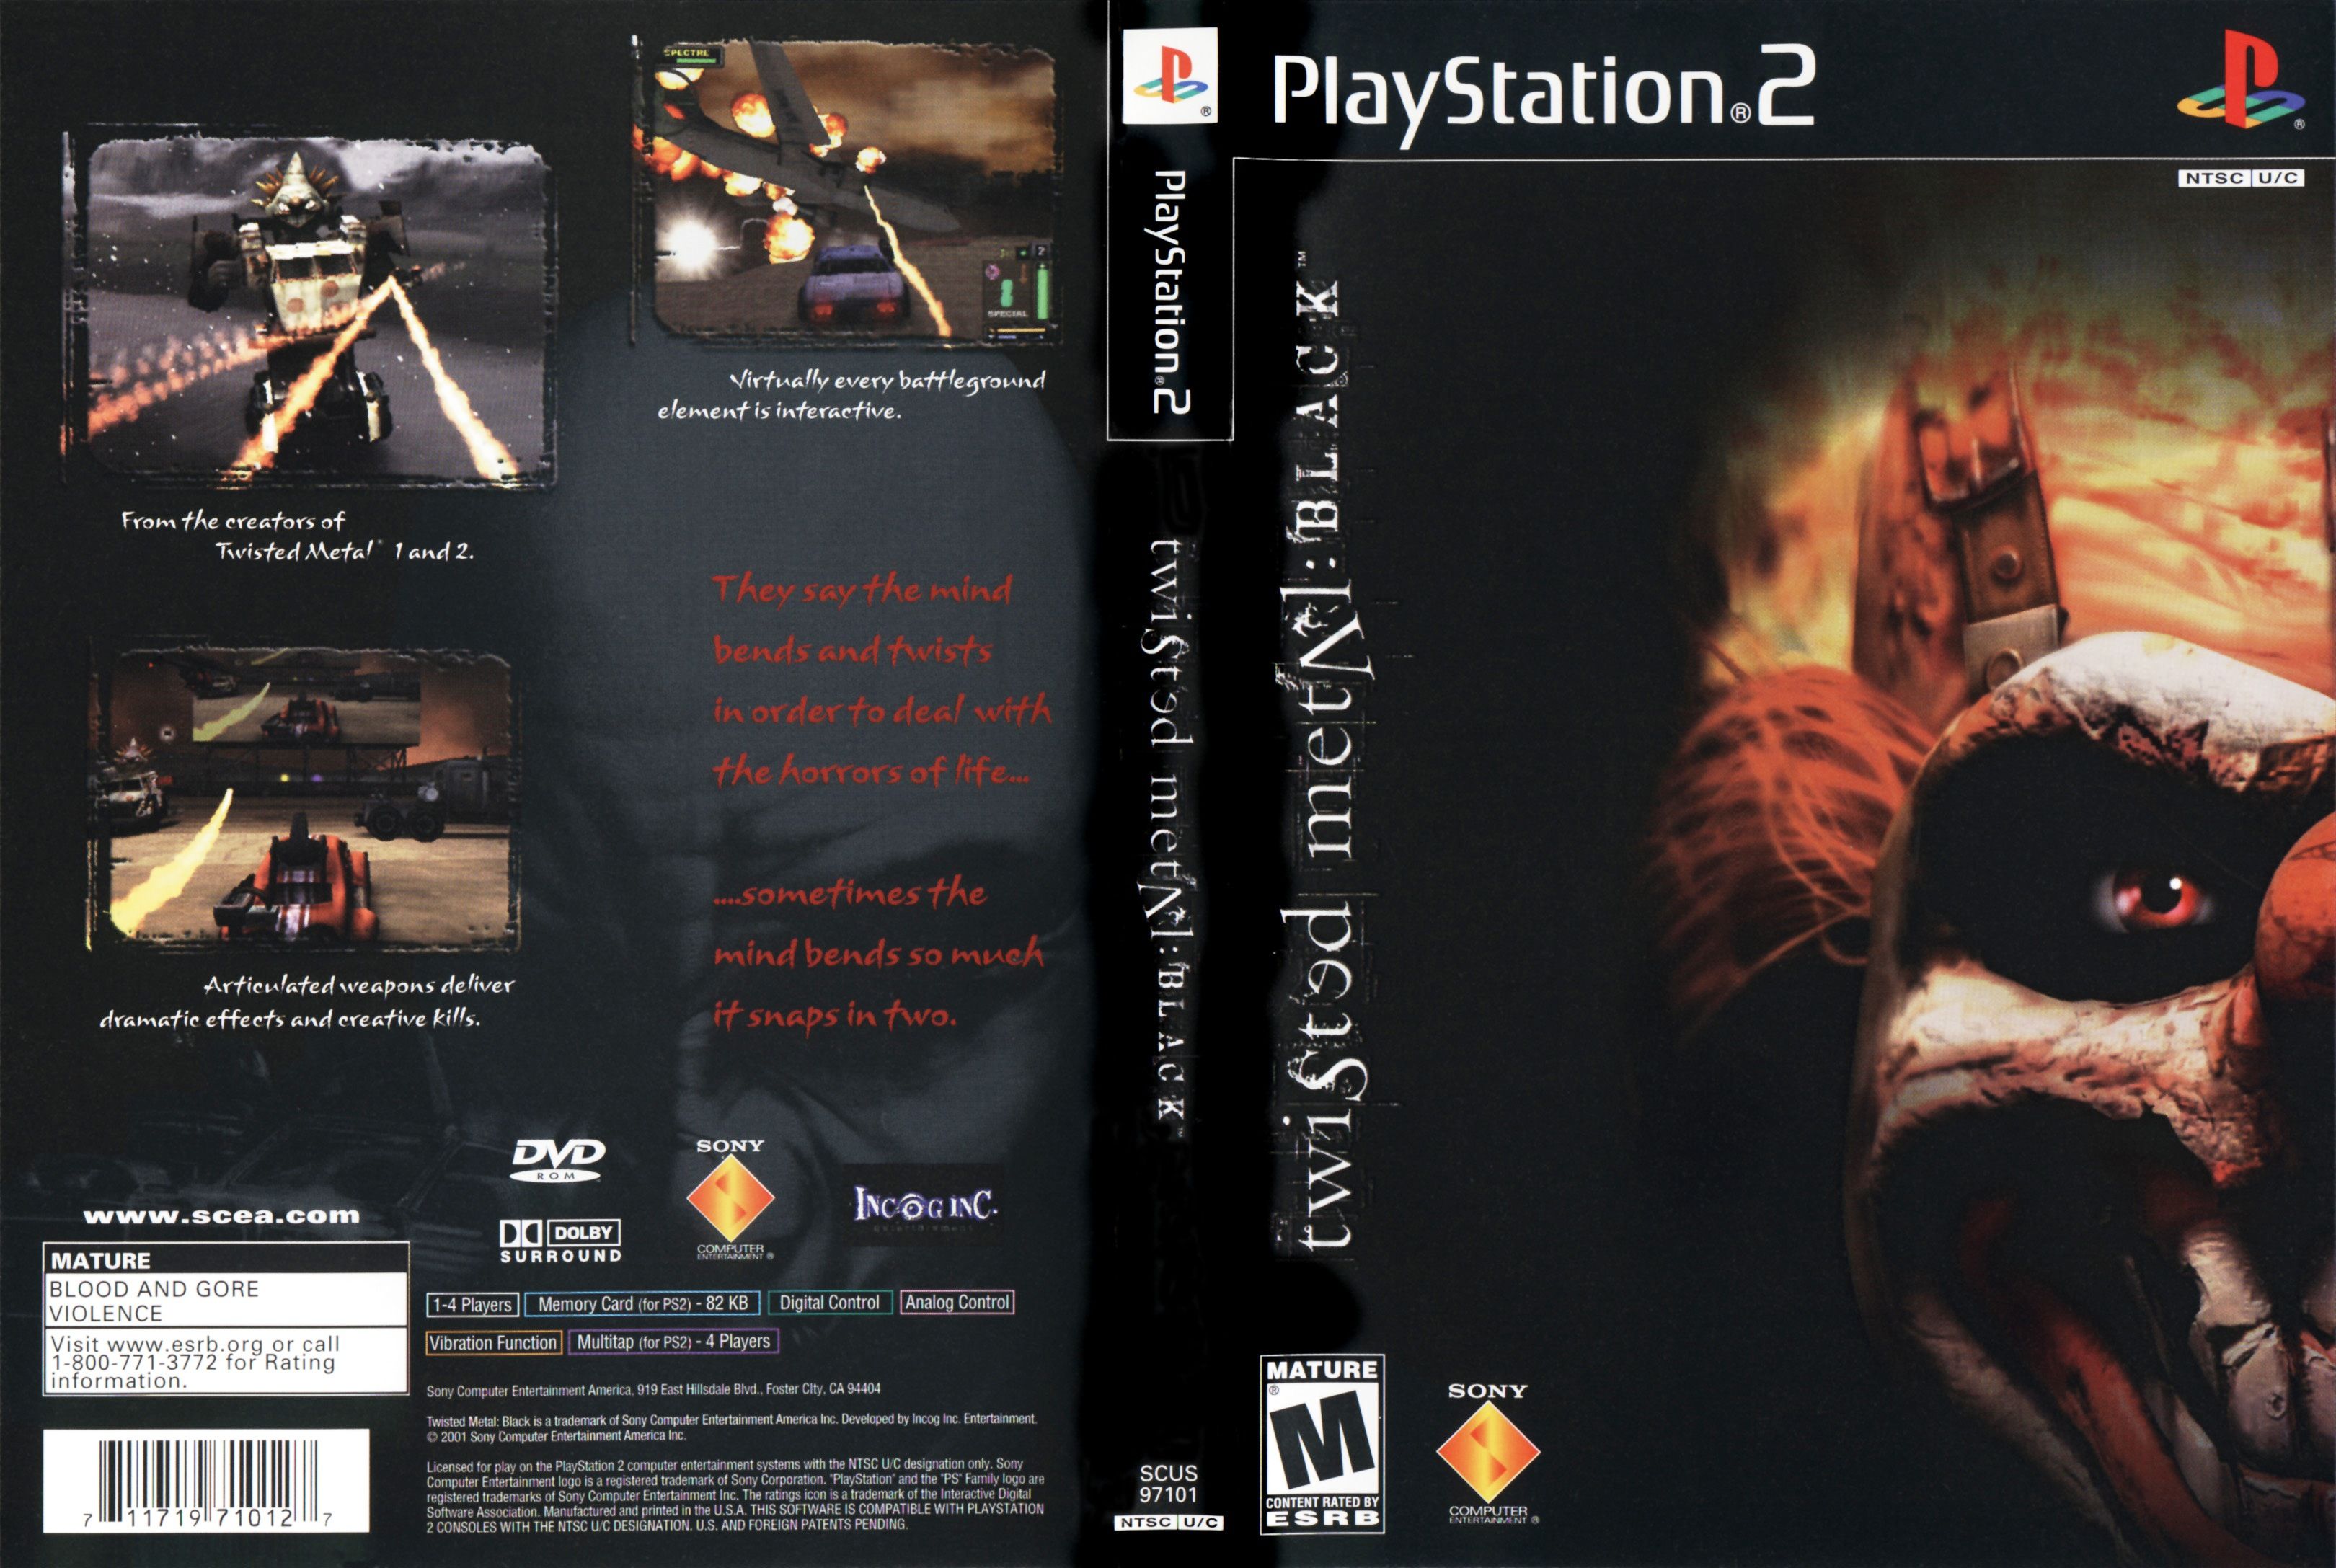 SPECTRE
SPECIAL
Virtually every battleground
element is interactive.
From the creators of
Twisted Metal® 1 and 2.
They say the mind
bends and twists
in order to deal with
the horrors of life...
....sometimes the
mind bends so much
it snaps in two.
Articulated weapons deliver
dramatic effects and creative kills.
www.scea.com
DVD
ROM
DOLBY
SURROUND
SONY
COMPUTER
ENTERTAINMENT ®
INCOG INC.
entertainment
MATURE
BLOOD AND GORE
VIOLENCE
Visit www.esrb.org or call
1-800-771-3772 for Rating
information.
1-4 Players
Memory Card (for PS2) - 82 KB
Digital Control
Analog Control
Vibration Function
Multitap (for PS2) - 4 Players
Sony Computer Entertainment America, 919 East Hillsdale Blvd., Foster City, CA 94404
Twisted Metal: Black is a trademark of Sony Computer Entertainment America Inc. Developed by Incog Inc. Entertainment.
© 2001 Sony Computer Entertainment America Inc.
Licensed for play on the PlayStation 2 computer entertainment systems with the NTSC U/C designation only. Sony
Computer Entertainment logo is a registered trademark of Sony Corporation. "PlayStation" and the "PS" Family logo are
registered trademarks of Sony Computer Entertainment Inc. The ratings icon is a trademark of the Interactive Digital
Software Association. Manufactured and printed in the U.S.A. THIS SOFTWARE IS COMPATIBLE WITH PLAYSTATION
2 CONSOLES WITH THE NTSC U/C DESIGNATION. U.S. AND FOREIGN PATENTS PENDING.
7 11719 71012 7
®
PlayStation®2
twisted metal: BLACK™
SCUS
97101
NTSC U/C
PlayStation®2
®
NTSC U/C
twisted metal: BLACK™
MATURE
®
M
CONTENT RATED BY
ESRB
SONY
COMPUTER
ENTERTAINMENT ®